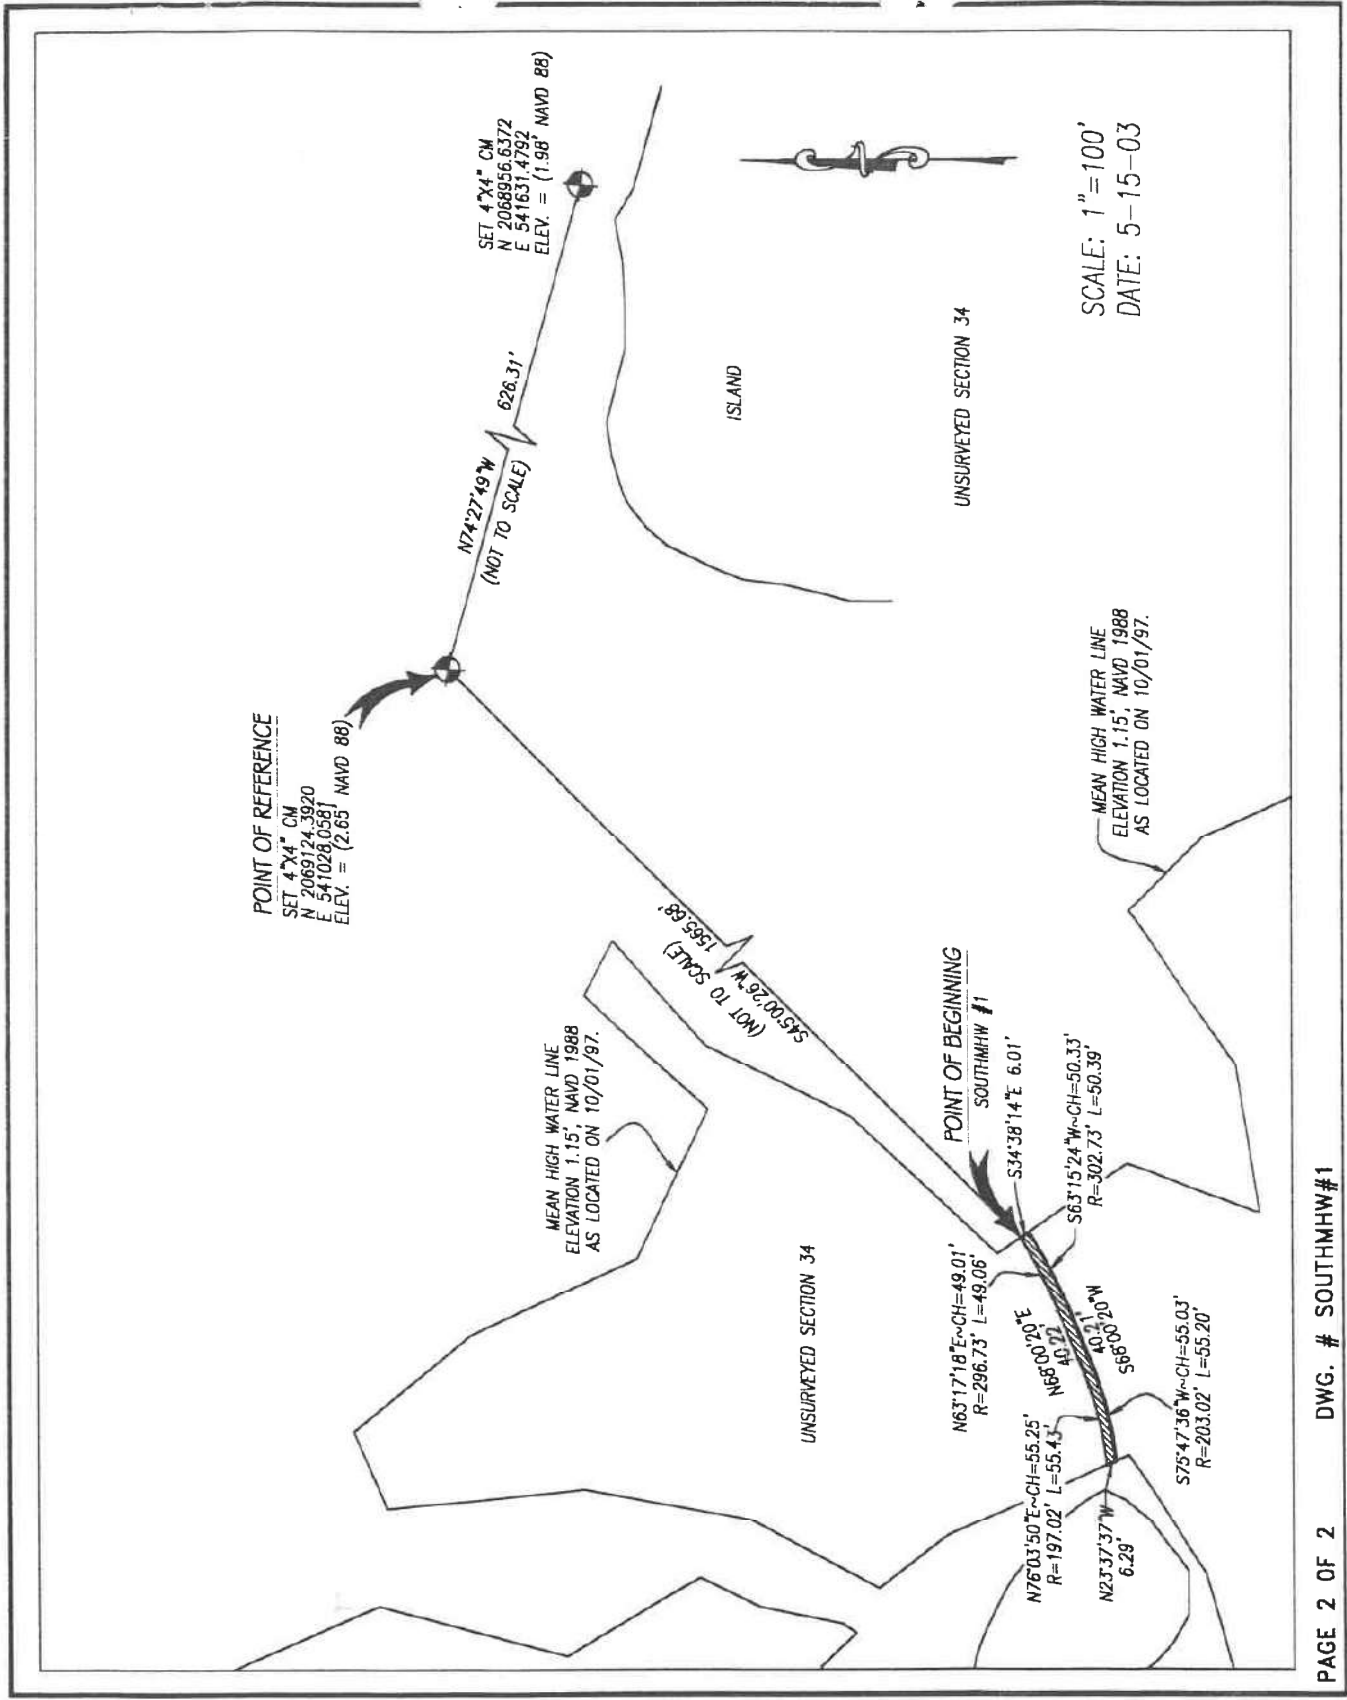 POINT OF REFERENCE
SET 4"X4" CM
N 2069124.3920
E 541028.0581
ELEV. = (2.65' NAVD 88)
SET 4"X4" CM
N 2068956.6372
E 541631.4792
ELEV. = (1.98' NAVD 88)
N74°27'49"W
626.31'
(NOT TO SCALE)
ISLAND
UNSURVEYED SECTION 34
SCALE: 1"=100'
DATE: 5-15-03
1565.68'
(NOT TO SCALE)
S45°00'26"W
MEAN HIGH WATER LINE
ELEVATION 1.15', NAVD 1988
AS LOCATED ON 10/01/97.
MEAN HIGH WATER LINE
ELEVATION 1.15', NAVD 1988
AS LOCATED ON 10/01/97.
UNSURVEYED SECTION 34
POINT OF BEGINNING
SOUTHMHW #1
S34°38'14"E 6.01'
S63°15'24"W~CH=50.33'
R=302.73' L=50.39'
N63°17'18"E~CH=49.01'
R=296.73' L=49.06'
N68°00'20"E
40.22'
40.21'
S68°00'20"W
N76°03'50"E~CH=55.25'
R=197.02' L=55.43'
S75°47'36"W~CH=55.03'
R=203.02' L=55.20'
N23°37'37"W
6.29'
PAGE 2 OF 2 DWG. # SOUTHMHW#1